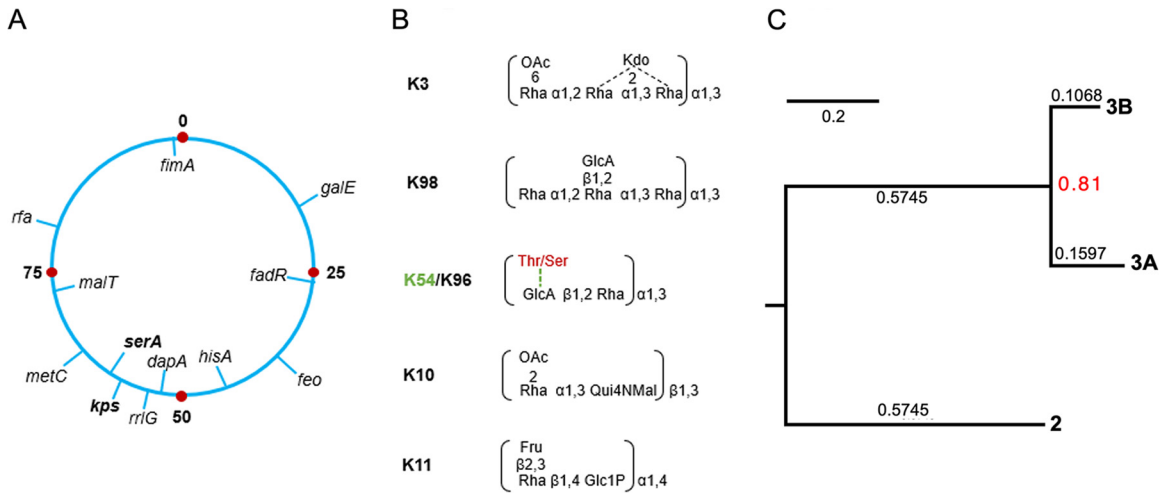 A
0
fimA
galE
rfa
75
25
malT
fadR
serA
dapA
hisA
metC
feo
kps
rrlG
50
B
K3
OAc Kdo
6 2
Rha α1,2 Rha α1,3 Rha α1,3
K98
GlcA
β1,2
Rha α1,2 Rha α1,3 Rha α1,3
K54/K96
Thr/Ser
GlcA β1,2 Rha α1,3
K10
OAc
2
Rha α1,3 Qui4NMal β1,3
K11
Fru
β2,3
Rha β1,4 Glc1P α1,4
C
0.2
0.1068
3B
0.81
0.5745
0.1597
3A
0.5745
2